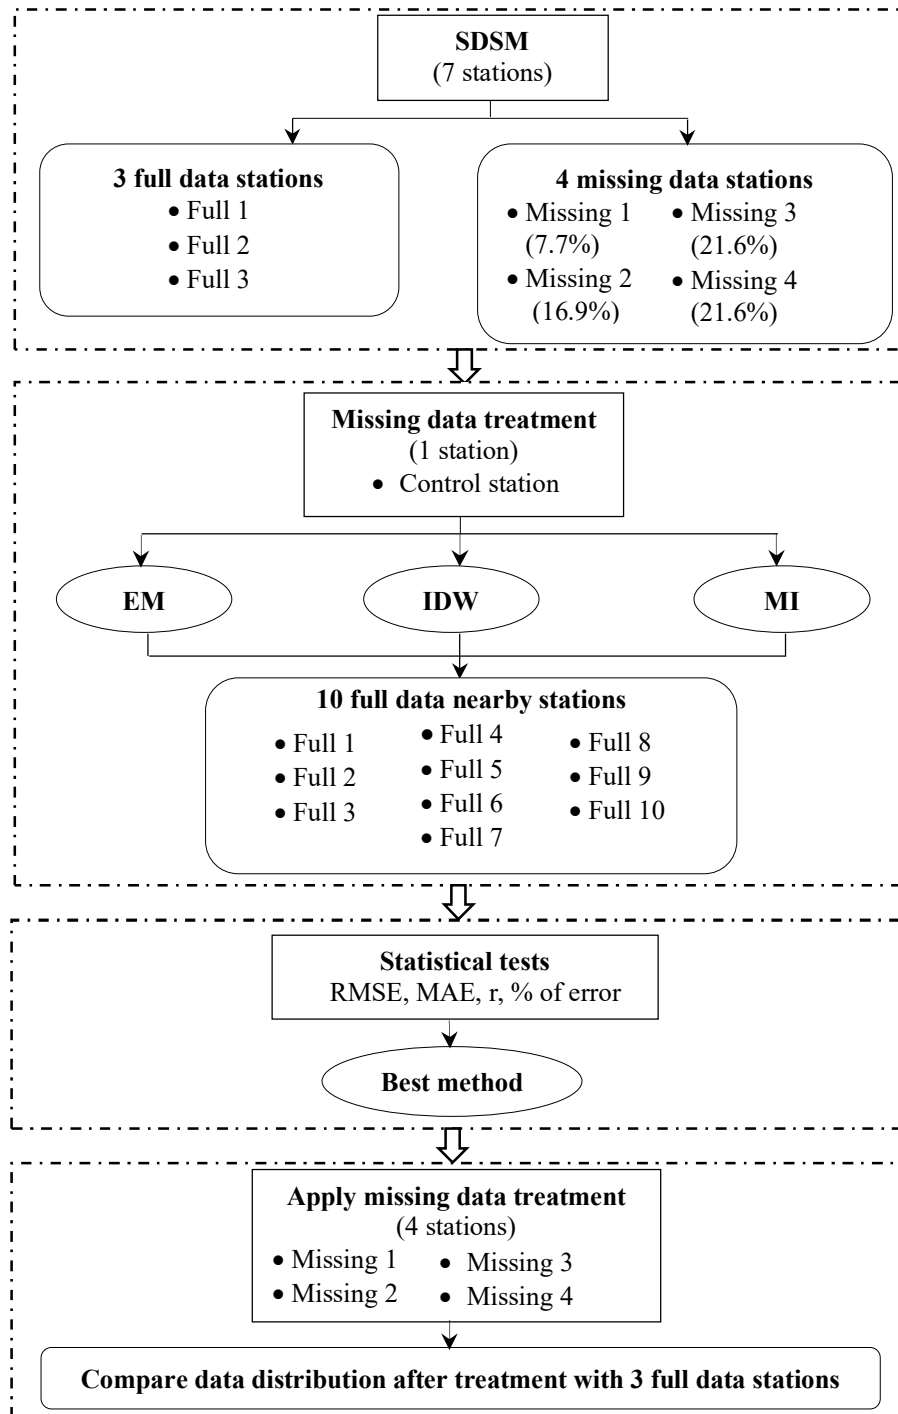 SDSM
(7 stations)
3 full data stations
• Full 1
• Full 2
• Full 3
4 missing data stations
• Missing 1
(7.7%)
• Missing 2
(16.9%)
• Missing 3
(21.6%)
• Missing 4
(21.6%)
Missing data treatment
(1 station)
• Control station
EM
IDW
MI
10 full data nearby stations
• Full 1
• Full 2
• Full 3
• Full 4
• Full 5
• Full 6
• Full 7
• Full 8
• Full 9
• Full 10
Statistical tests
RMSE, MAE, r, % of error
Best method
Apply missing data treatment
(4 stations)
• Missing 1
• Missing 2
• Missing 3
• Missing 4
Compare data distribution after treatment with 3 full data stations